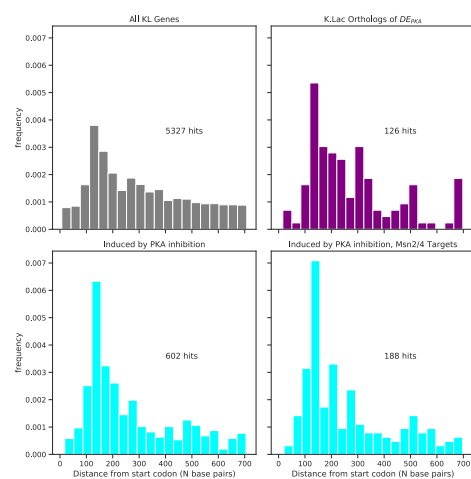 All KL Genes
K.Lac Orthologs of DE_PKA
0.007
0.006
0.005
0.004
0.003
0.002
0.001
0.000
frequency
5327 hits
126 hits
Induced by PKA inhibition
Induced by PKA inhibition, Msn2/4 Targets
0.007
0.006
0.005
0.004
0.003
0.002
0.001
0.000
frequency
602 hits
188 hits
0 100 200 300 400 500 600 700
0 100 200 300 400 500 600 700
Distance from start codon (N base pairs)
Distance from start codon (N base pairs)